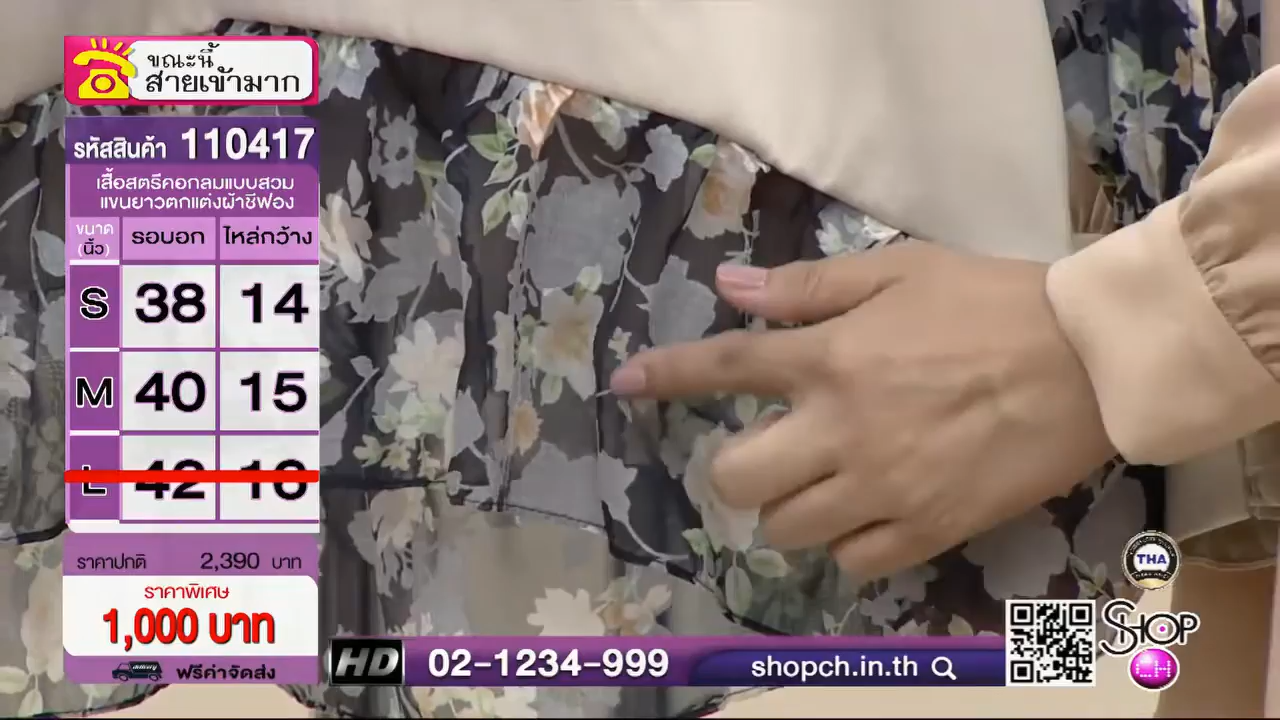 ขณะนี้
สายเข้ามาก
รหัสสินค้า 110417
เสื้อสตรีคอกลมแบบสวม
แขนยาวตกแต่งผ้าชีฟอง
ขนาด (นิ้ว) รอบอก ไหล่กว้าง
S 38 14
M 40 15
L 42 16
ราคาปกติ 2,390 บาท
ราคาพิเศษ
1,000 บาท
delivery ฟรีค่าจัดส่ง
HD 02-1234-999 shopch.in.th
THA
SHOP
CH